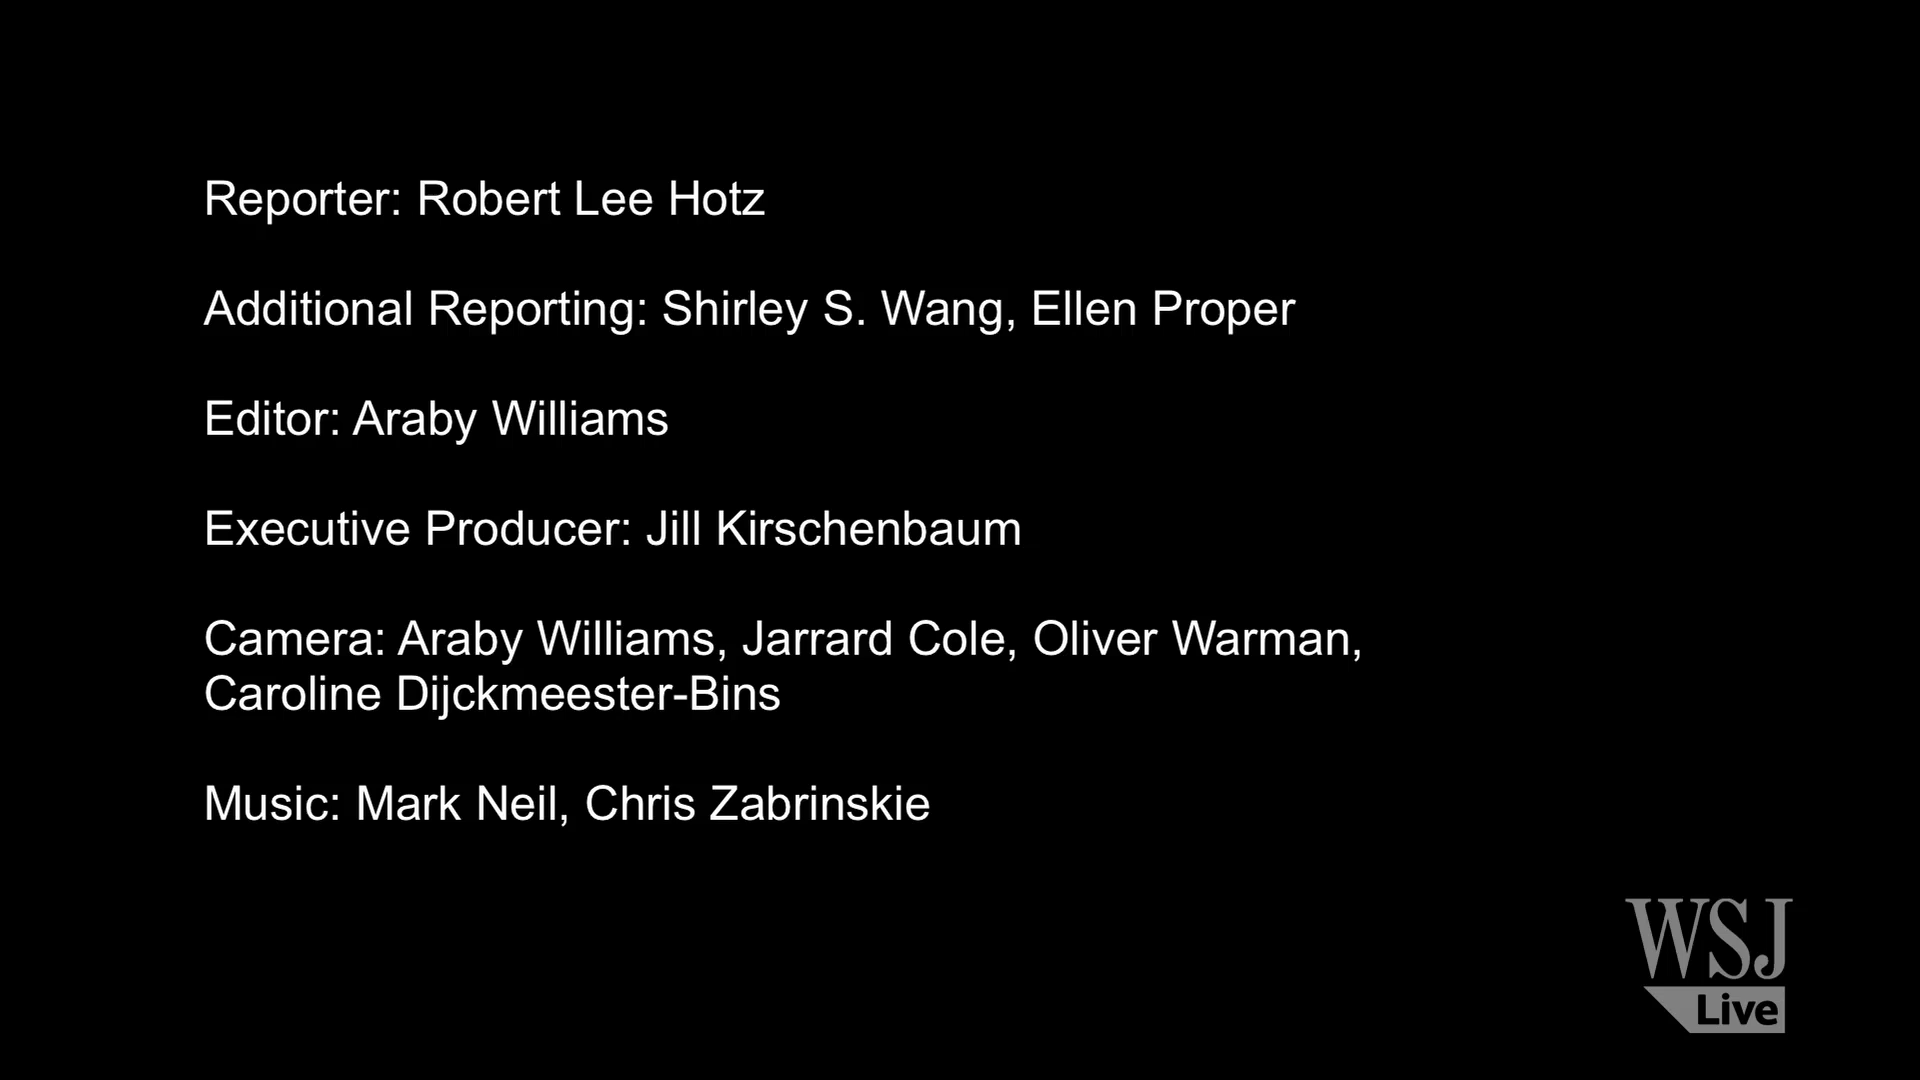 Reporter: Robert Lee Hotz
Additional Reporting: Shirley S. Wang, Ellen Proper
Editor: Araby Williams
Executive Producer: Jill Kirschenbaum
Camera: Araby Williams, Jarrard Cole, Oliver Warman,
Caroline Dijckmeester-Bins
Music: Mark Neil, Chris Zabrinskie
WSJ
Live